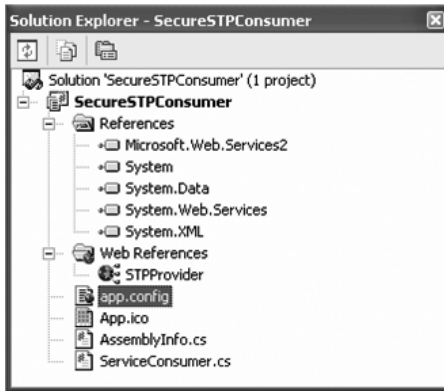 Solution Explorer - SecureSTPConsumer
Solution 'SecureSTPConsumer' (1 project)
SecureSTPConsumer
References
Microsoft.Web.Services2
System
System.Data
System.Web.Services
System.XML
Web References
STPProvider
app.config
App.ico
AssemblyInfo.cs
ServiceConsumer.cs